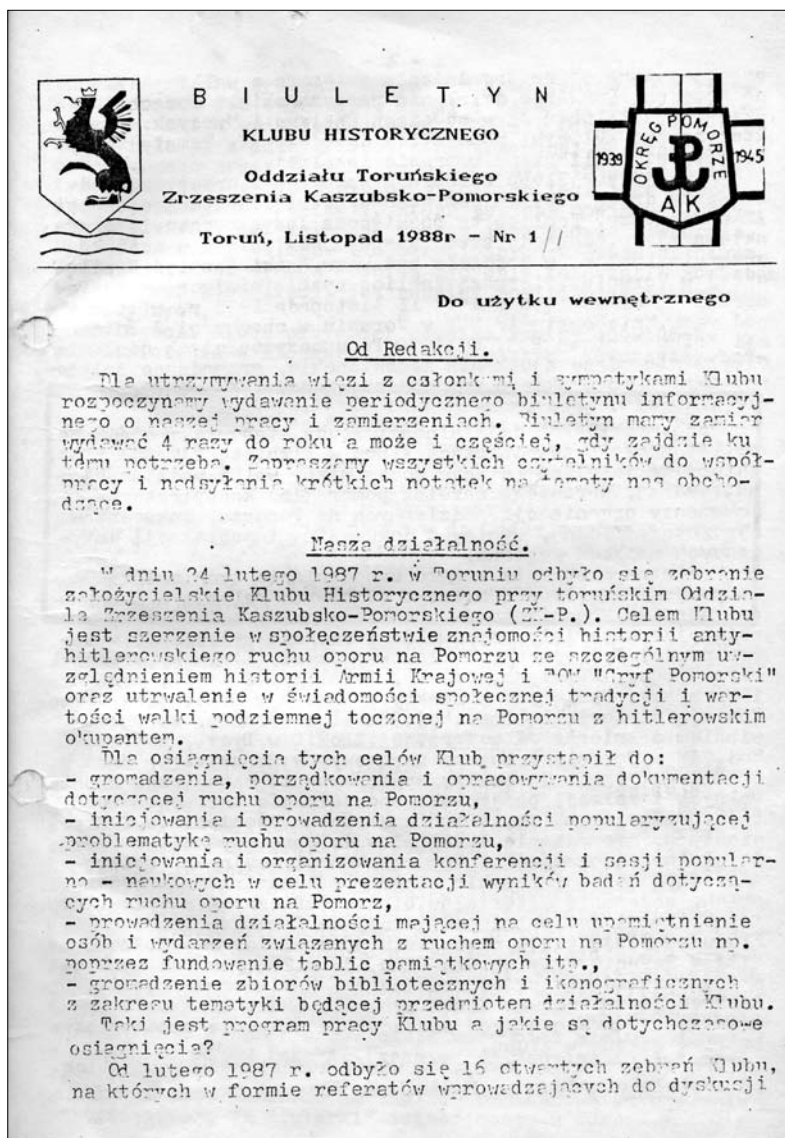 B I U L E T Y N
KLUBU HISTORYCZNEGO
Oddziału Toruńskiego
Zrzeszenia Kaszubsko-Pomorskiego
Toruń, Listopad 1988r - Nr 1/1
1939 OKRĘG POMORZE 1945
AK
Do użytku wewnętrznego
Od Redakcji.
Dla utrzymywania więzi z członkami i sympatykami Klubu
rozpoczynamy wydawanie periodycznego biuletynu informacyj-
nego o naszej pracy i zamierzeniach. Biuletyn mamy zamiar
wydawać 4 razy do roku a może i częściej, gdy zajdzie ku
temu potrzeba. Zapraszamy wszystkich czytelników do współ-
pracy i nadsyłania krótkich notatek na tematy nas obcho-
dzące.
Nasza działalność.
W dniu 24 lutego 1987 r. w Toruniu odbyło się zebranie
założycielskie Klubu Historycznego przy toruńskim Oddzia-
le Zrzeszenia Kaszubsko-Pomorskiego (ZK-P.). Celem Klubu
jest szerzenie w społęczeństwie znajomości historii anty-
hitlerowskiego ruchu oporu na Pomorzu ze szczególnym uw-
zględnieniem historii Armii Krajowej i TOW "Gryf Pomorski"
oraz utrwalenie w świadomości społecznej tradycji i war-
tości walki podziemnej toczonej na Pomorzu z hitlerowskim
okupantem.
Dla osiągnięcia tych celów Klub przystąpił do:
- gromadzenia, porządkowania i opracowywania dokumentacji
dotyczącej ruchu oporu na Pomorzu,
- inicjowania i prowadzenia działalności popularyzującej
problematykę ruchu oporu na Pomorzu,
- inicjowania i organizowania konferencji i sesji popular-
no - naukowych w celu prezentacji wyników badań dotyczą-
cych ruchu oporu na Pomorz,
- prowadzenia działalności mającej na celu upamiętnienie
osób i wydarzeń związanych z ruchem oporu na Pomorzu np.
poprzez fundowanie tablic pamiątkowych itp.,
- gromadzenie zbiorów bibliotecznych i ikonograficznych
z zakresu tematyki będącej przedmiotem działalności Klubu.
Taki jest program pracy Klubu a jakie są dotychczasowe
osiągnięcia?
Od lutego 1987 r. odbyło się 16 otwartych zebrań Klubu,
na których w formie referatów wprowadzających do dyskusji